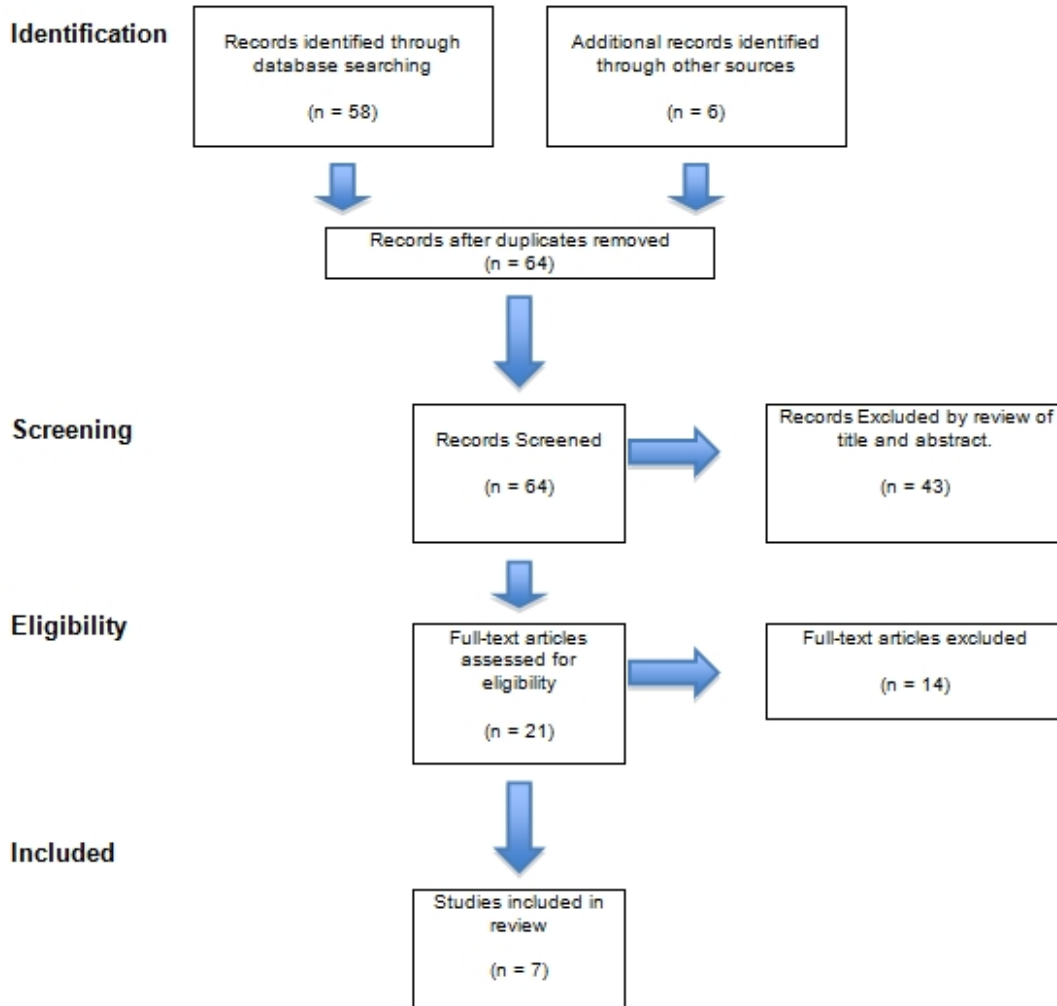 Identification
Records identified through
database searching
(n = 58)
Additional records identified
through other sources
(n = 6)
Records after duplicates removed
(n = 64)
Screening
Records Screened
(n = 64)
Records Excluded by review of
title and abstract.
(n = 43)
Eligibility
Full-text articles
assessed for
eligibility
(n = 21)
Full-text articles excluded
(n = 14)
Included
Studies included in
review
(n = 7)